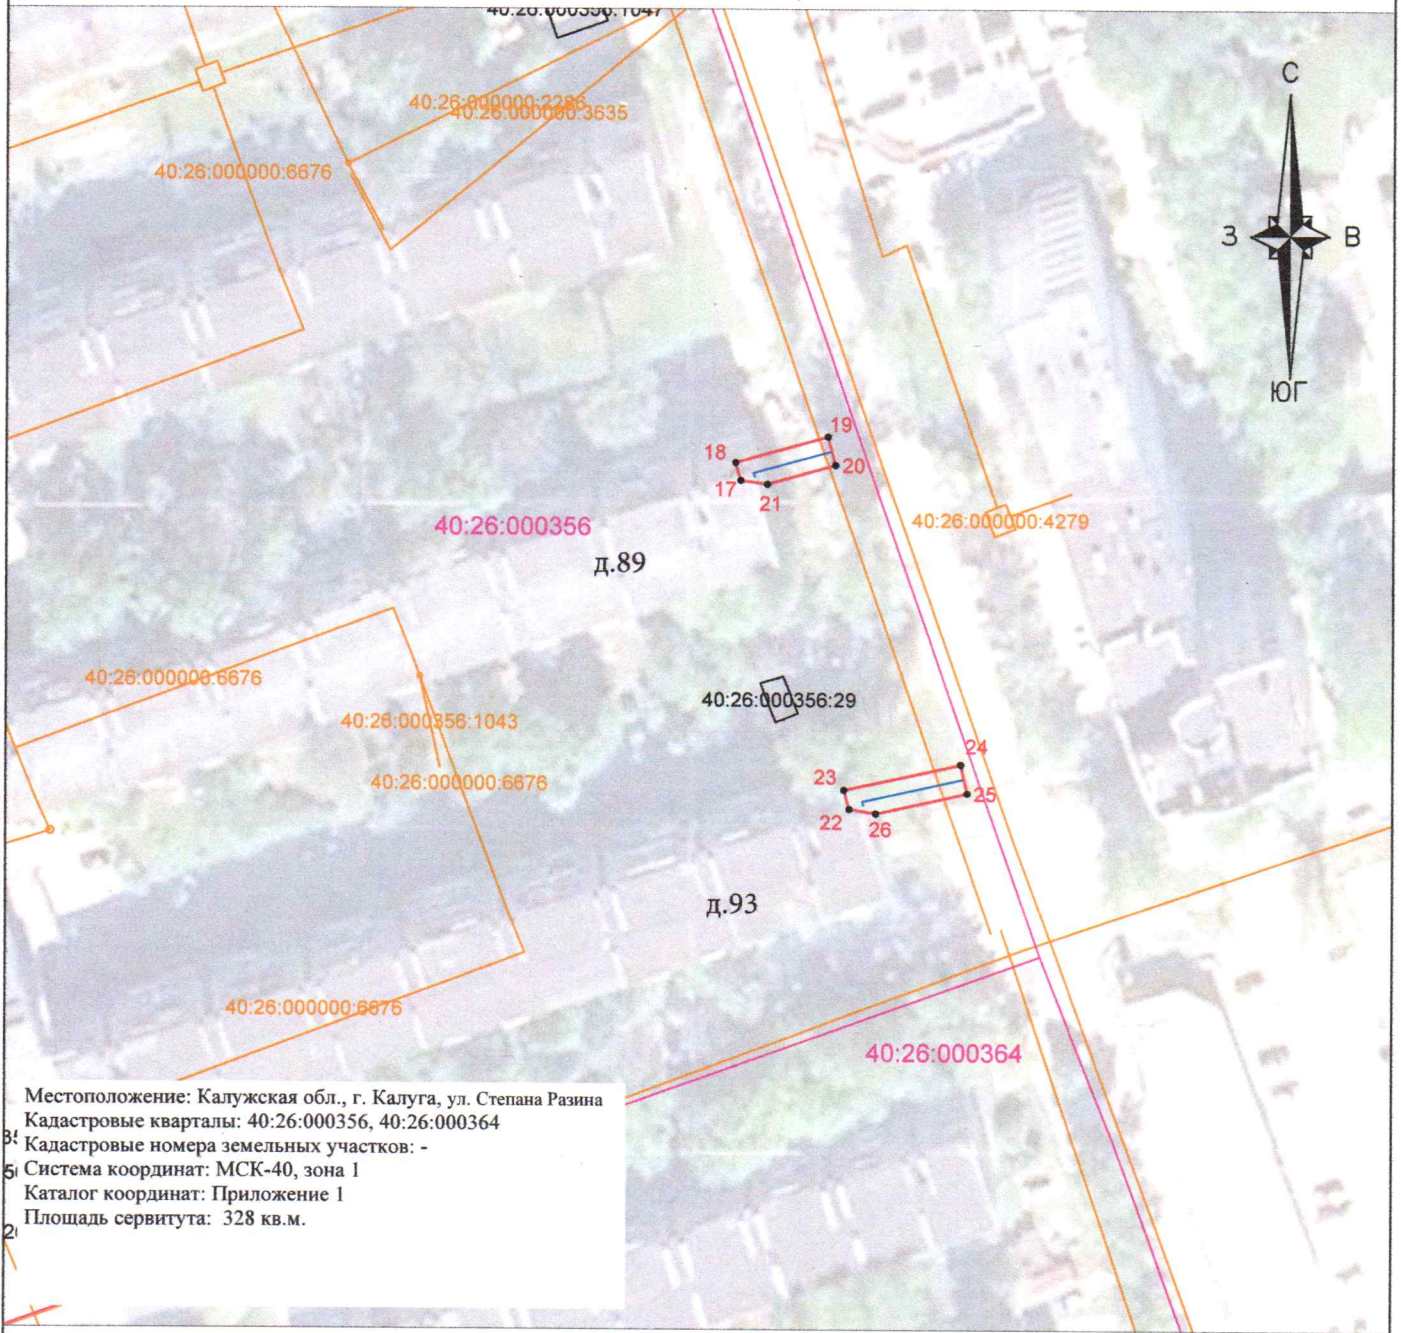 40:26:000356:1047
С
40:26:000000:2286
40:26:000000:3635
40:26:000000:6676
З
В
ЮГ
19
18
20
17
21
40:26:000356
40:26:000000:4279
д.89
40:26:000000:6676
40:26:000356:29
40:26:000356:1043
24
40:26:000000:6676
23
25
22
26
д.93
40:26:000000:6676
40:26:000364
Местоположение: Калужская обл., г. Калуга, ул. Степана Разина
Кадастровые кварталы: 40:26:000356, 40:26:000364
Кадастровые номера земельных участков: -
Система координат: МСК-40, зона 1
Каталог координат: Приложение 1
Площадь сервитута: 328 кв.м.